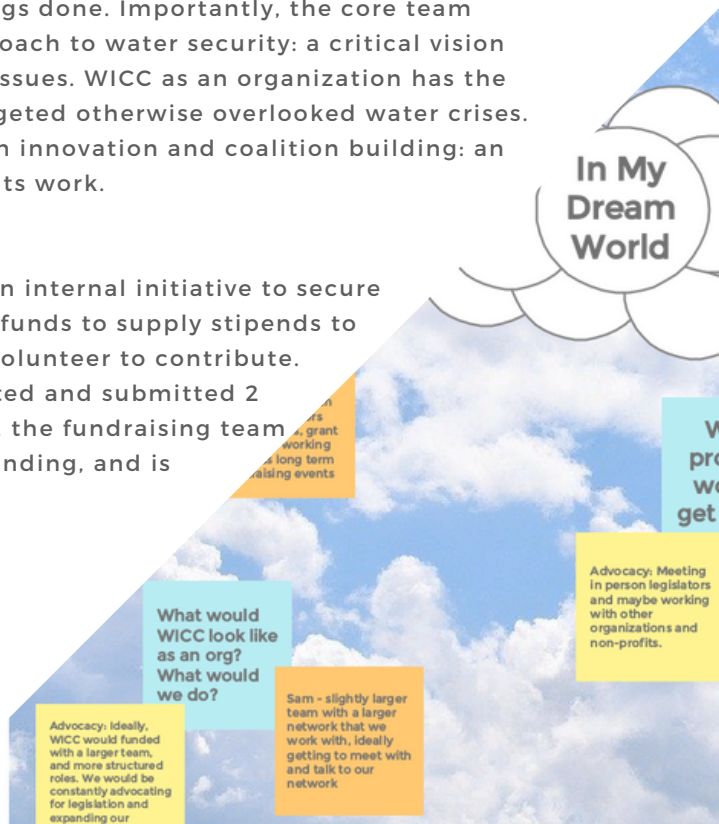 gs done. Importantly, the core team
oach to water security: a critical vision
ssues. WICC as an organization has the
geted otherwise overlooked water crises.
n innovation and coalition building: an
ts work.
n internal initiative to secure
funds to supply stipends to
olunteer to contribute.
ted and submitted 2
the fundraising team
nding, and is
In My
Dream
World
n
rs
, grant
working
s long term
aising events
W
pro
wo
get
Advocacy: Meeting
in person legislators
and maybe working
with other
organizations and
non-profits.
What would
WICC look like
as an org?
What would
we do?
Sam - slightly larger
team with a larger
network that we
work with, ideally
getting to meet with
and talk to our
network
Advocacy: Ideally,
WICC would funded
with a larger team,
and more structured
roles. We would be
constantly advocating
for legislation and
expanding our